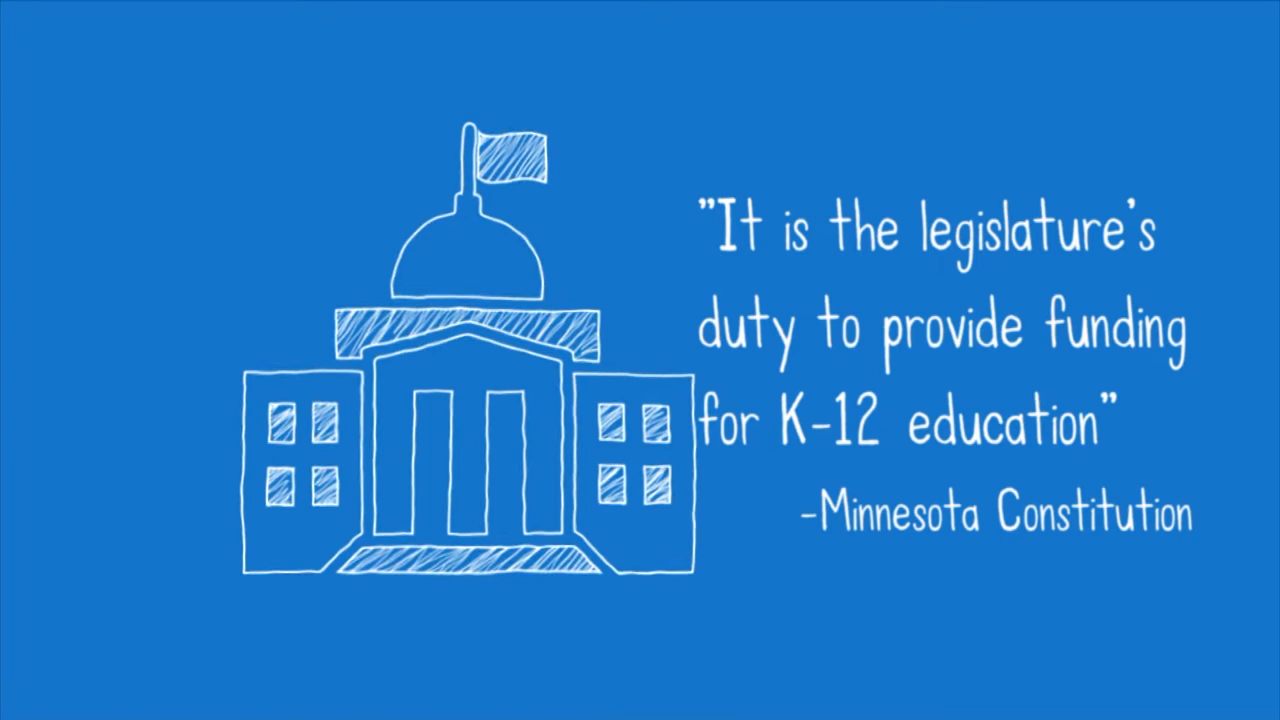 "It is the legislature's
duty to provide funding
for K-12 education"
-Minnesota Constitution